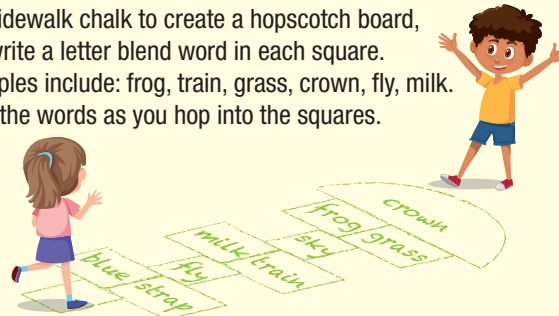 idewalk chalk to create a hopscotch board,
rite a letter blend word in each square.
ples include: frog, train, grass, crown, fly, milk.
the words as you hop into the squares.
crown
frog grass
sky
milk train
fly
blue strap